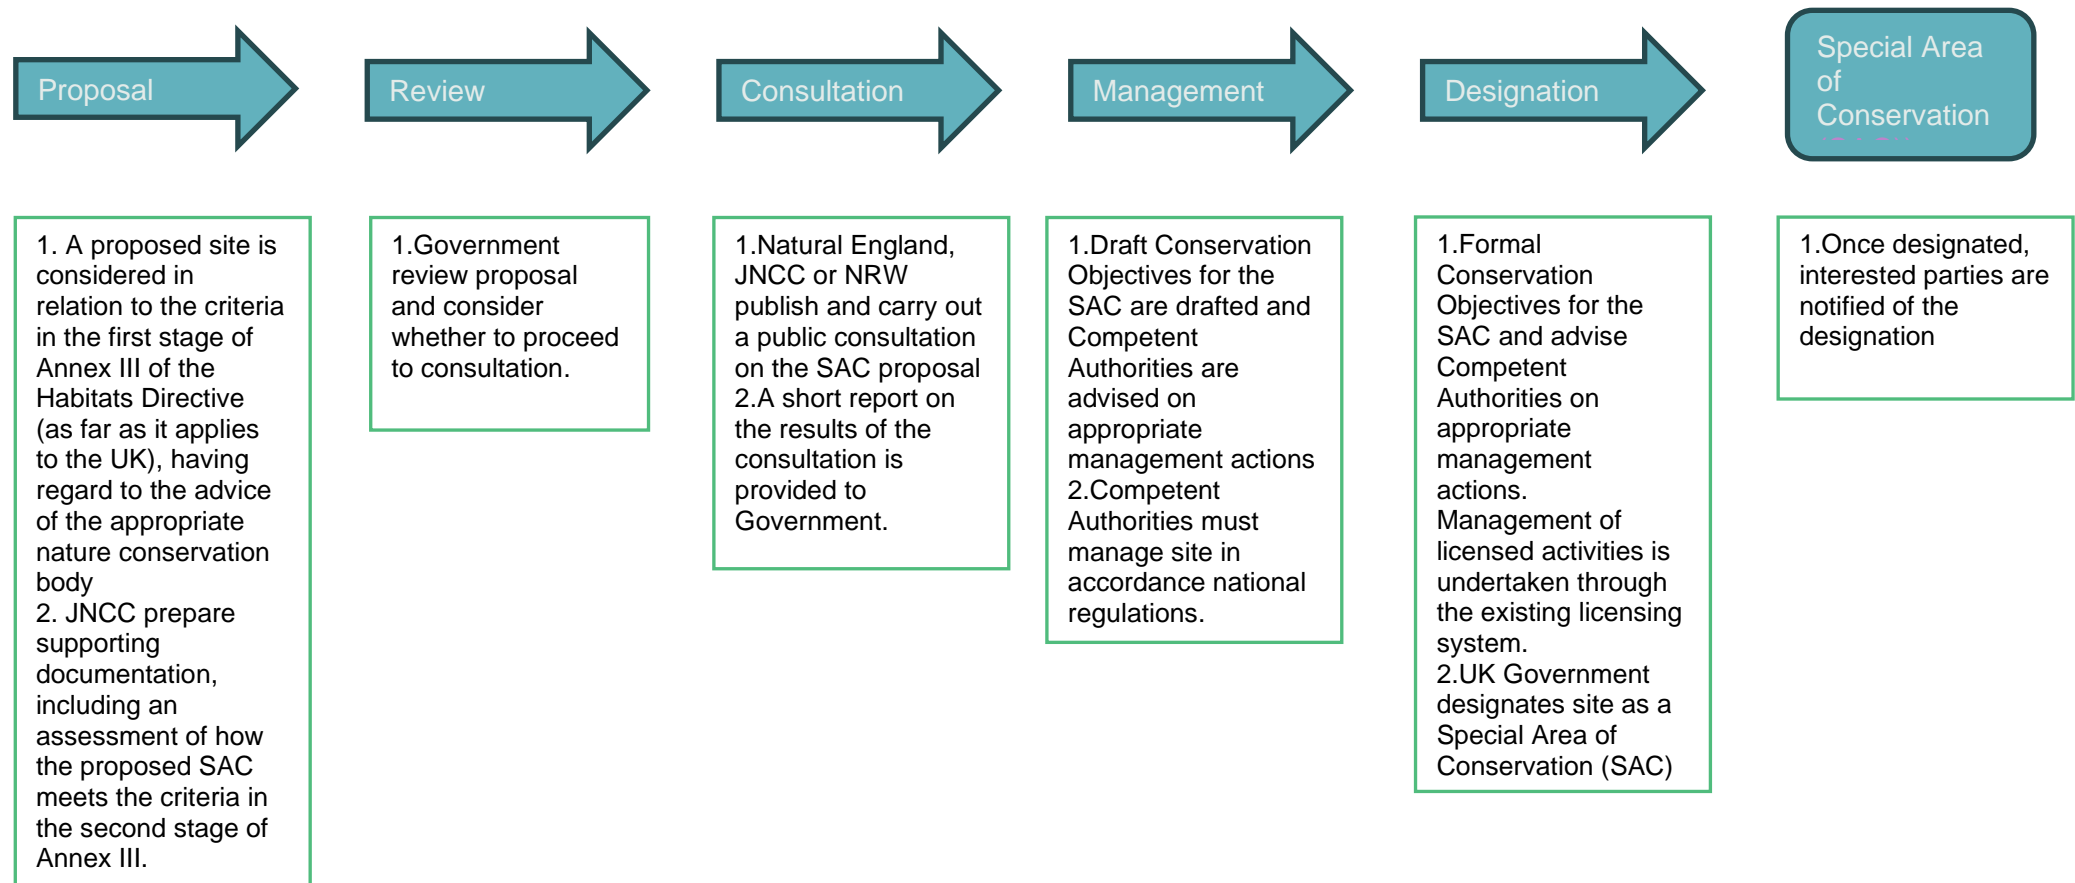 Proposal
Review
Consultation
Management
Designation
Special Area
of
Conservation
1. A proposed site is
considered in
relation to the criteria
in the first stage of
Annex III of the
Habitats Directive
(as far as it applies
to the UK), having
regard to the advice
of the appropriate
nature conservation
body
2. JNCC prepare
supporting
documentation,
including an
assessment of how
the proposed SAC
meets the criteria in
the second stage of
Annex III.
1.Government
review proposal
and consider
whether to proceed
to consultation.
1.Natural England,
JNCC or NRW
publish and carry out
a public consultation
on the SAC proposal
2.A short report on
the results of the
consultation is
provided to
Government.
1.Draft Conservation
Objectives for the
SAC are drafted and
Competent
Authorities are
advised on
appropriate
management actions
2.Competent
Authorities must
manage site in
accordance national
regulations.
1.Formal
Conservation
Objectives for the
SAC and advise
Competent
Authorities on
appropriate
management
actions.
Management of
licensed activities is
undertaken through
the existing licensing
system.
2.UK Government
designates site as a
Special Area of
Conservation (SAC)
1.Once designated,
interested parties are
notified of the
designation